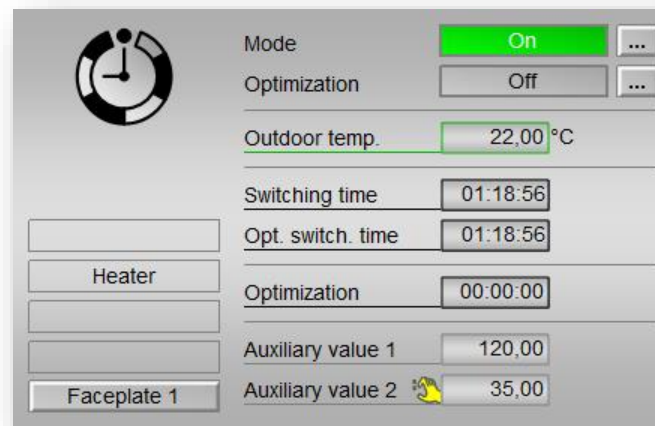 Mode On ...
Optimization Off ...
Outdoor temp. 22,00 °C
Switching time 01:18:56
Opt. switch. time 01:18:56
Heater
Optimization 00:00:00
Auxiliary value 1 120,00
Faceplate 1
Auxiliary value 2 35,00